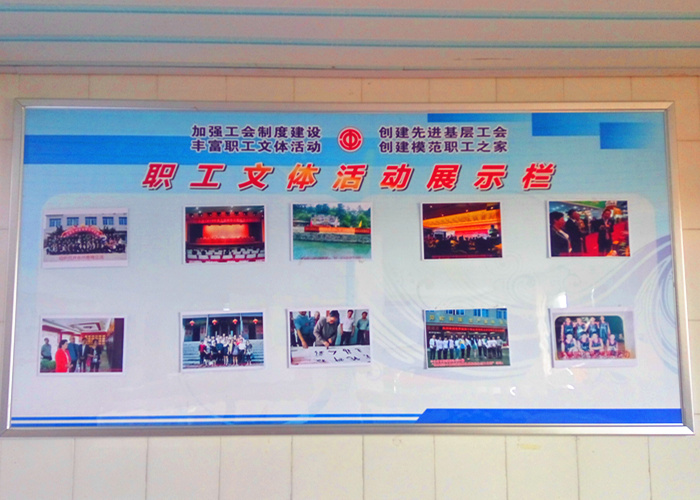 加强工会制度建设 创建先进基层工会
丰富职工文体活动 创建模范职工之家
职工文体活动展示栏